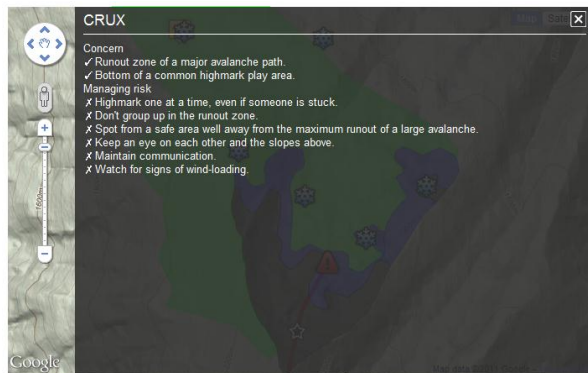 CRUX
Map
Concern
✓ Runout zone of a major avalanche path.
✓ Bottom of a common highmark play area.
Managing risk
✗ Highmark one at a time, even if someone is stuck.
✗ Don't group up in the runout zone.
✗ Spot from a safe area well away from the maximum runout of a large avalanche.
✗ Keep an eye on each other and the slopes above.
✗ Maintain communication.
✗ Watch for signs of wind-loading.
1600m
Google